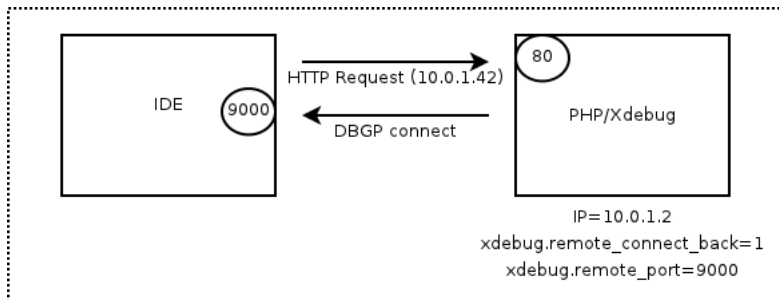 80
HTTP Request (10.0.1.42)
IDE
9000
PHP/Xdebug
DBGP connect
IP=10.0.1.2
xdebug.remote_connect_back=1
xdebug.remote_port=9000